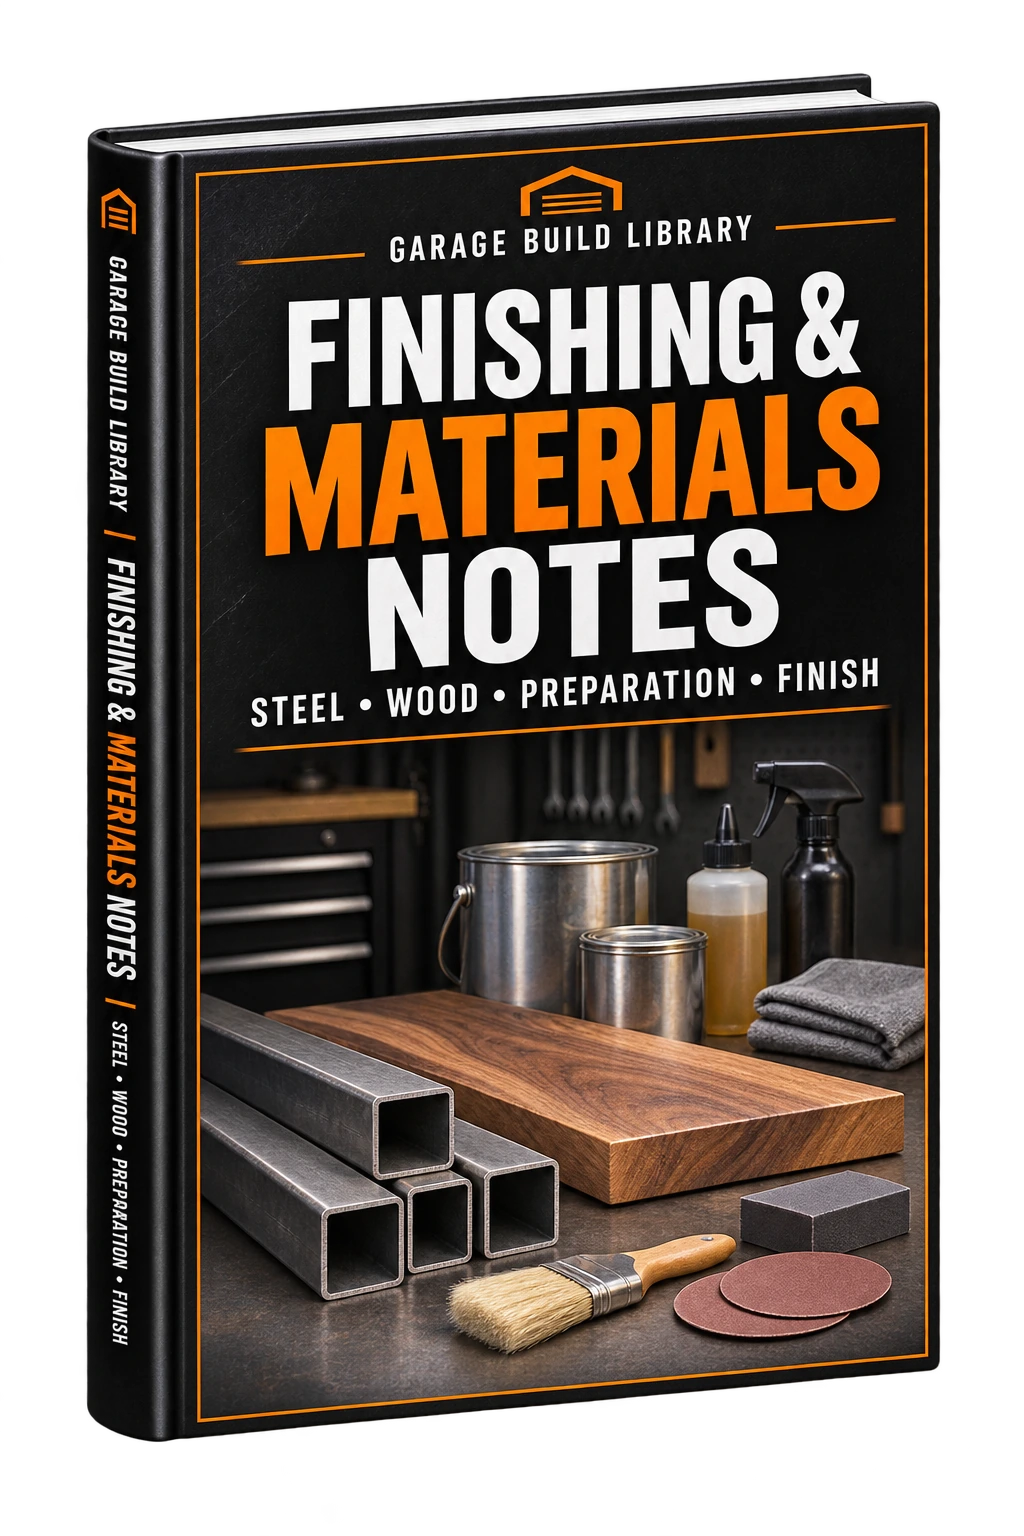 GARAGE BUILD LIBRARY
FINISHING &
MATERIALS
NOTES
STEEL • WOOD • PREPARATION • FINISH
GARAGE BUILD LIBRARY | FINISHING & MATERIALS NOTES | STEEL • WOOD • PREPARATION • FINISH